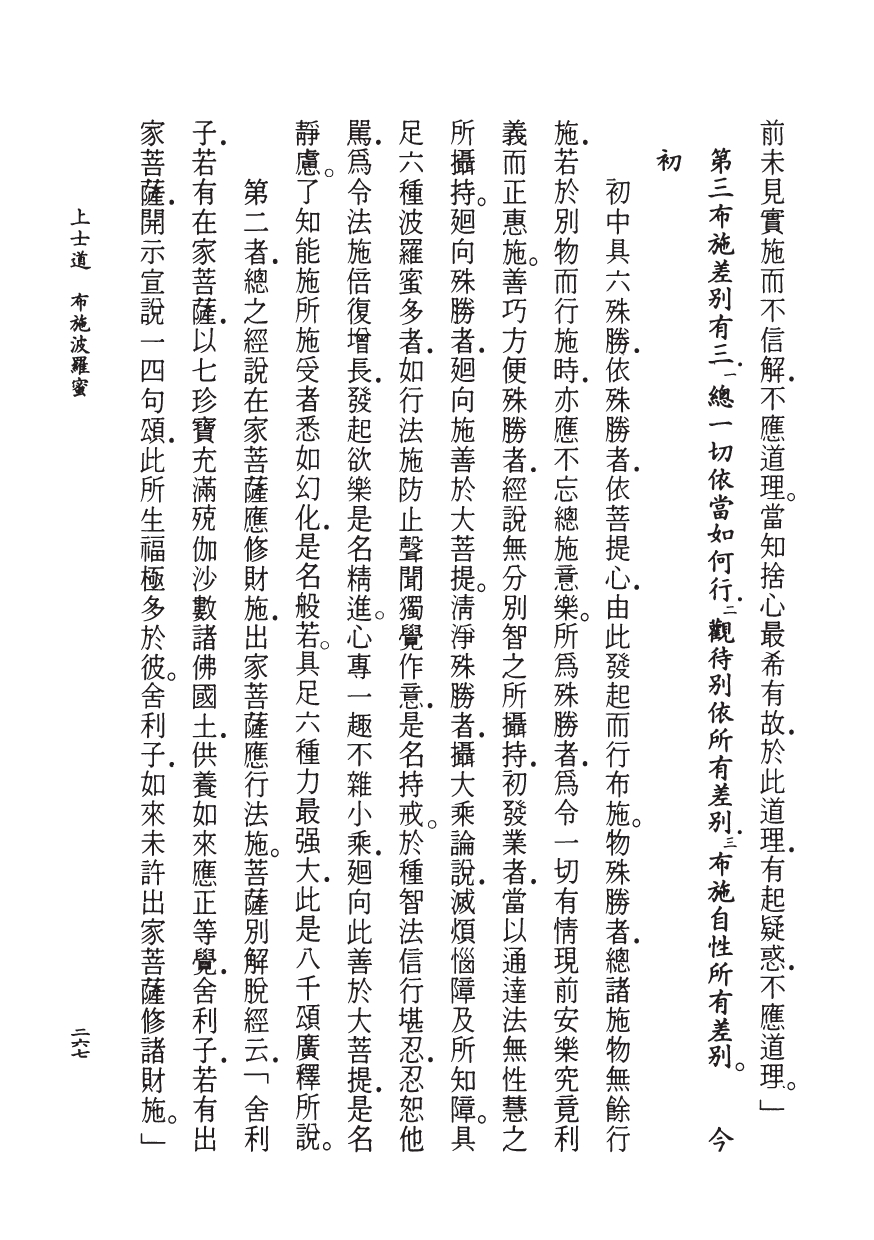 前未見實施而不信解．不應道理。當知捨心最希有故．於此道理．有起疑惑．不應道理。」
第三布施差別有三．一總一切依當如何行．二觀待別依所有差別．三布施自性所有差別。　今
初
初中具六殊勝．依殊勝者．依菩提心．由此發起而行布施。物殊勝者．總諸施物無餘行
施．若於別物而行施時．亦應不忘總施意樂。所為殊勝者．為令一切有情現前安樂究竟利
義而正惠施。善巧方便殊勝者．經說無分別智之所攝持．初發業者．當以通達法無性慧之
所攝持。廻向殊勝者．廻向施善於大菩提。清淨殊勝者．攝大乘論說．滅煩惱障及所知障。具
足六種波羅蜜多者．如行法施防止聲聞獨覺作意．是名持戒。於種智法信行堪忍．忍恕他
罵．為令法施倍復增長．發起欲樂是名精進。心專一趣不雜小乘．廻向此善於大菩提．是名
靜慮。了知能施所施受者悉如幻化．是名般若。具足六種力最强大．此是八千頌廣釋所說。
第二者．總之經說在家菩薩應修財施．出家菩薩應行法施。菩薩別解脫經云．「舍利
子．若有在家菩薩．以七珍寶充滿殑伽沙數諸佛國土．供養如來應正等覺．舍利子．若有出
家菩薩．開示宣說一四句頌．此所生福極多於彼。舍利子．如來未許出家菩薩修諸財施。」
上士道　布施波羅蜜
二六七